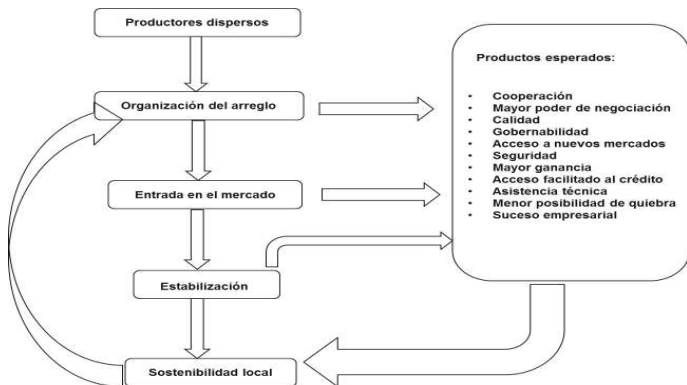 Productores dispersos
Organización del arreglo
Entrada en el mercado
Estabilización
Sostenibilidad local
Productos esperados:
• Cooperación
• Mayor poder de negociación
• Calidad
• Gobernabilidad
• Acceso a nuevos mercados
• Seguridad
• Mayor ganancia
• Acceso facilitado al crédito
• Asistencia técnica
• Menor posibilidad de quiebra
• Suceso empresarial